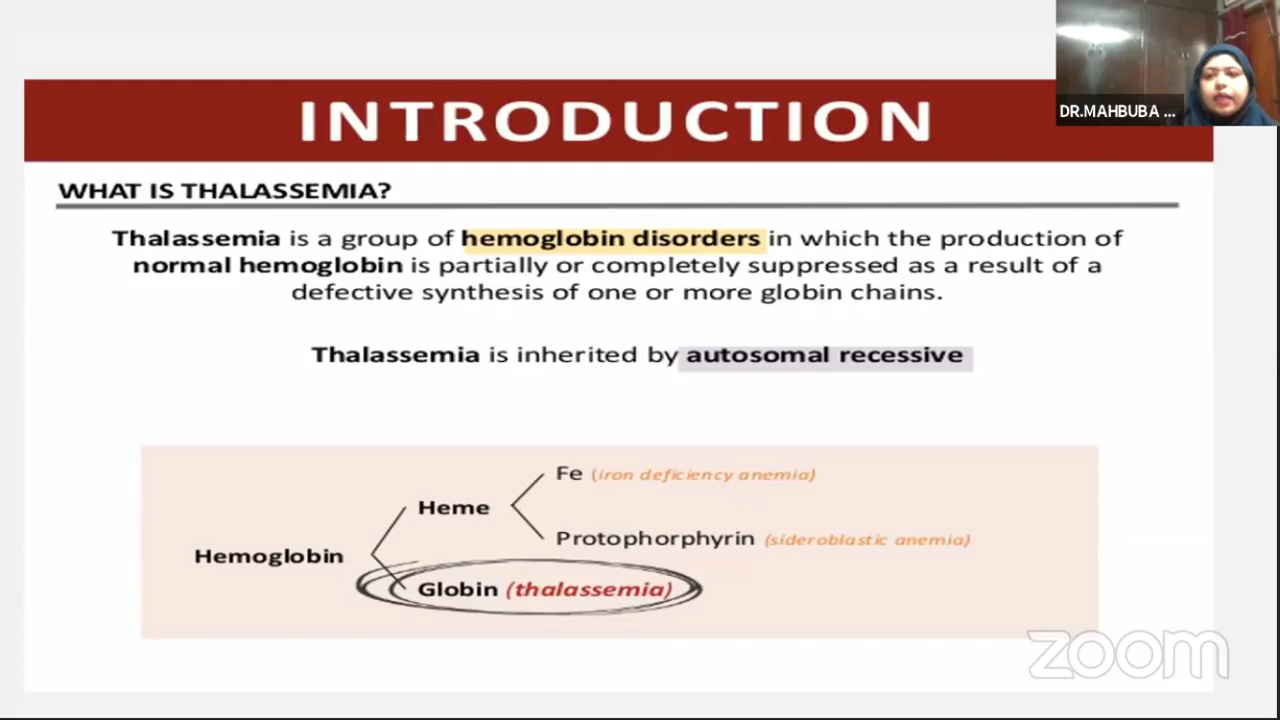 INTRODUCTION
DR.MAHBUBA ...
WHAT IS THALASSEMIA?
Thalassemia is a group of hemoglobin disorders in which the production of
normal hemoglobin is partially or completely suppressed as a result of a
defective synthesis of one or more globin chains.
Thalassemia is inherited by autosomal recessive
Fe (iron deficiency anemia)
Heme
Protophorphyrin (sideroblastic anemia)
Hemoglobin
Globin (thalassemia)
zoom